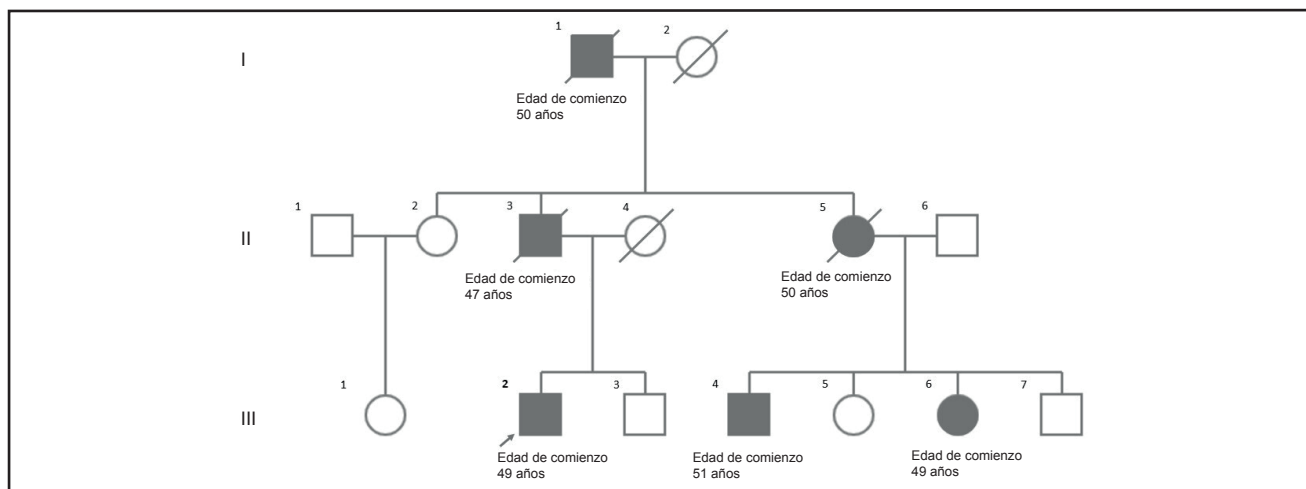 1
2
I
Edad de comienzo
50 años
1
2
3
4
5
6
II
Edad de comienzo
47 años
Edad de comienzo
50 años
1
2
3
4
5
6
7
III
Edad de comienzo
49 años
Edad de comienzo
51 años
Edad de comienzo
49 años